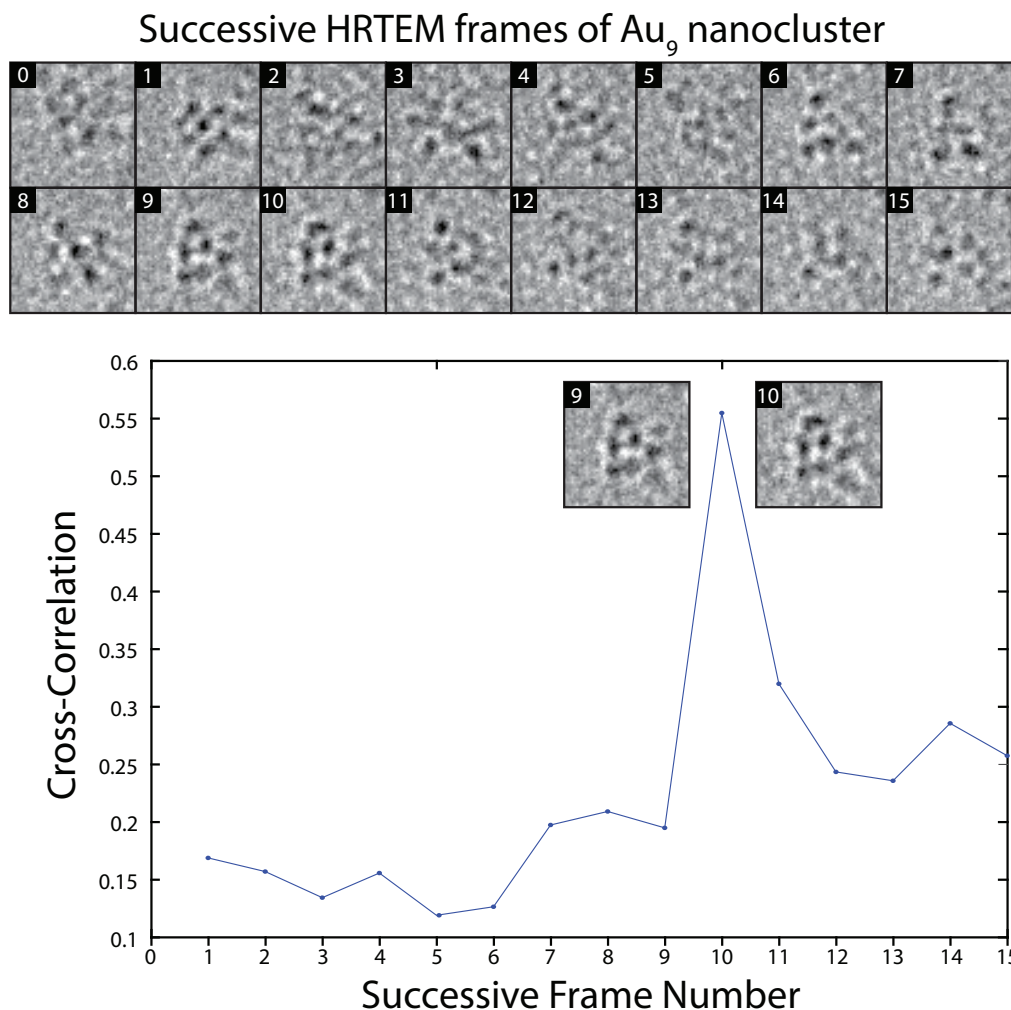 Successive HRTEM frames of Au9 nanocluster
0 1 2 3 4 5 6 7
8 9 10 11 12 13 14 15
0.6
9 10
0.55
0.5
0.45
0.4
0.35
0.3
0.25
0.2
0.15
0.1
Cross-Correlation
0 1 2 3 4 5 6 7 8 9 10 11 12 13 14 15
Successive Frame Number